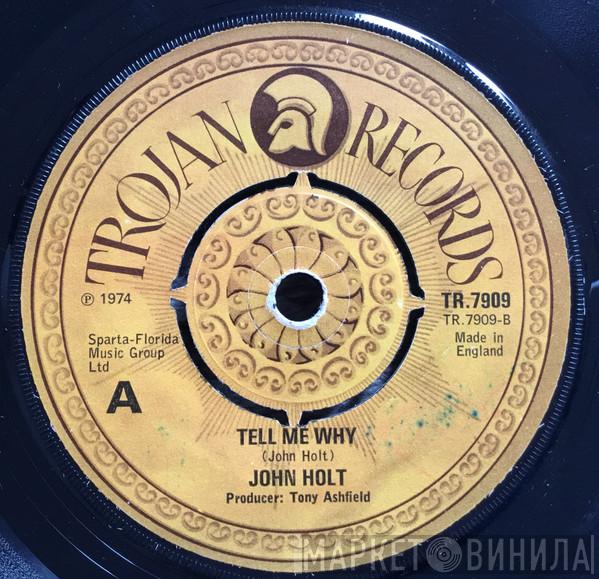 TROJAN RECORDS
℗ 1974
TR.7909
TR.7909-B
Made in
England
Sparta-Florida
Music Group
Ltd
A
TELL ME WHY
(John Holt)
JOHN HOLT
Producer: Tony Ashfield
МАРКЕТ ВИНИЛА